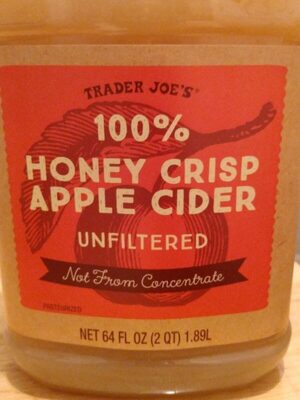 TRADER JOE'S®
100%
HONEY CRISP
APPLE CIDER
UNFILTERED
Not From Concentrate
PASTEURIZED
NET 64 FL OZ (2 QT) 1.89L